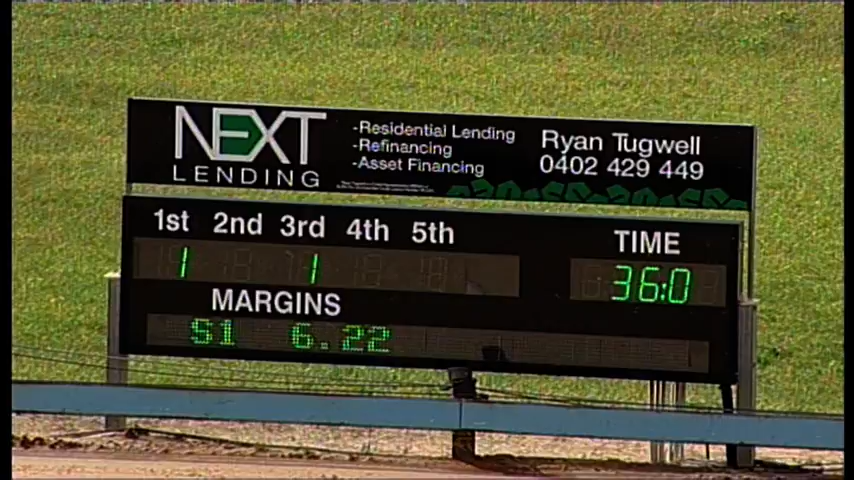 NEXT
LENDING
-Residential Lending
-Refinancing
-Asset Financing
Ryan Tugwell
0402 429 449
1st 2nd 3rd 4th 5th
TIME
1 1
36:0
MARGINS
S1 6.22